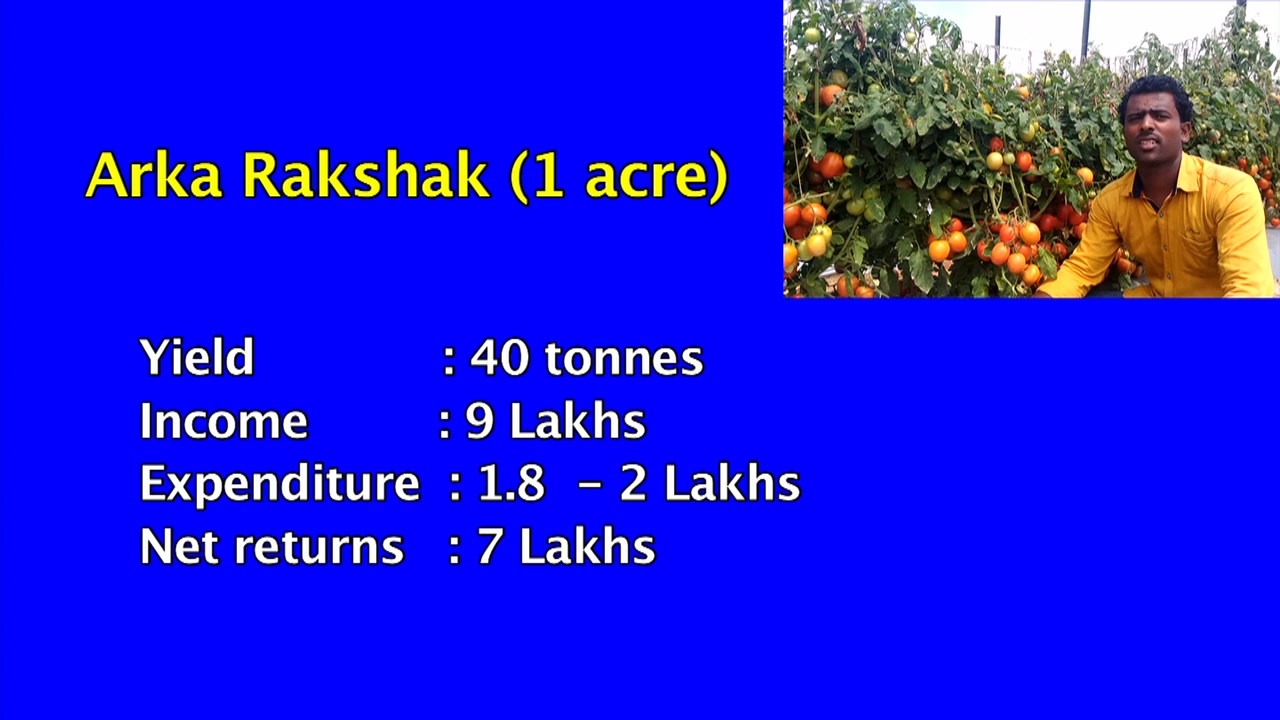 Arka Rakshak (1 acre)
Yield : 40 tonnes
Income : 9 Lakhs
Expenditure : 1.8 - 2 Lakhs
Net returns : 7 Lakhs